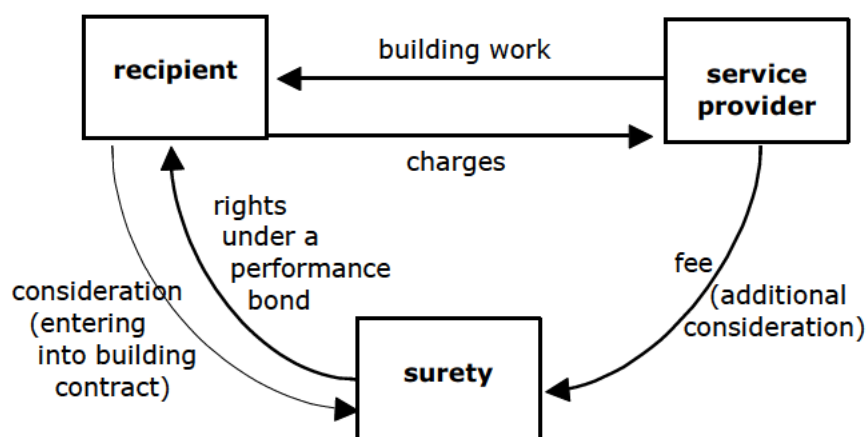 recipient
building work
service
provider
charges
rights
under a
performance
bond
consideration
(entering
into building
contract)
fee
(additional
consideration)
surety